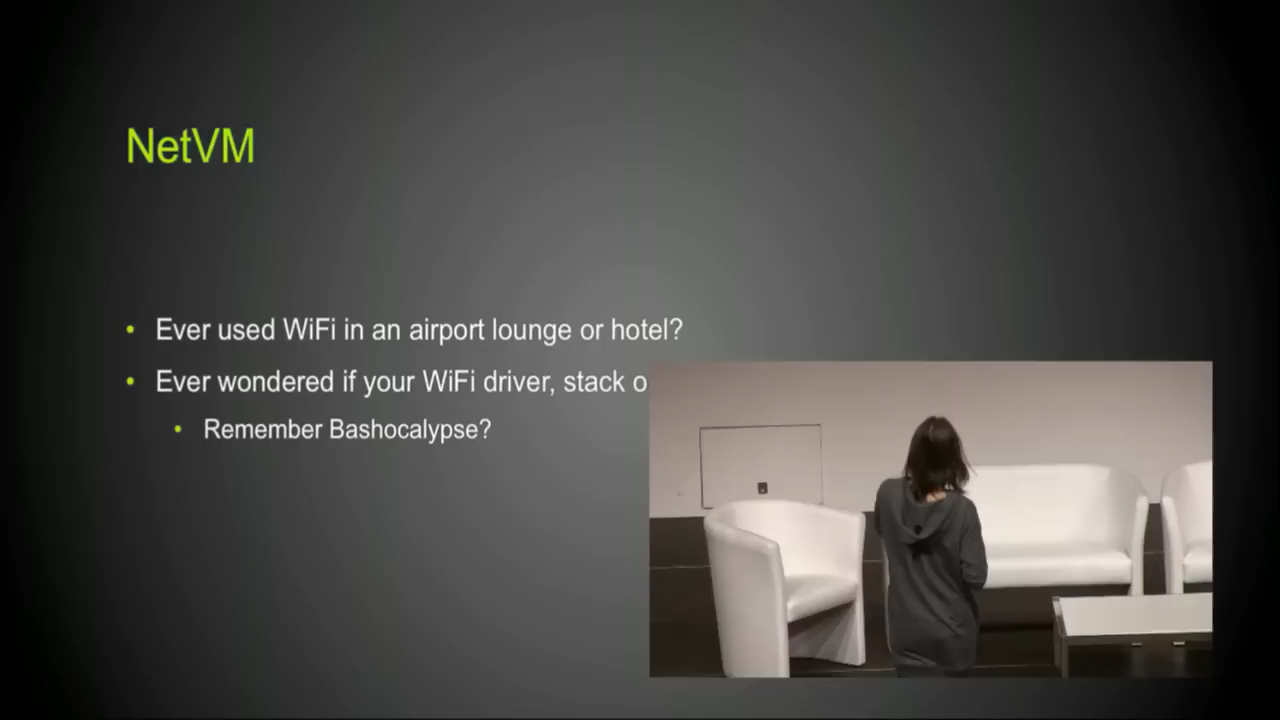 NetVM
• Ever used WiFi in an airport lounge or hotel?
• Ever wondered if your WiFi driver, stack o
• Remember Bashocalypse?